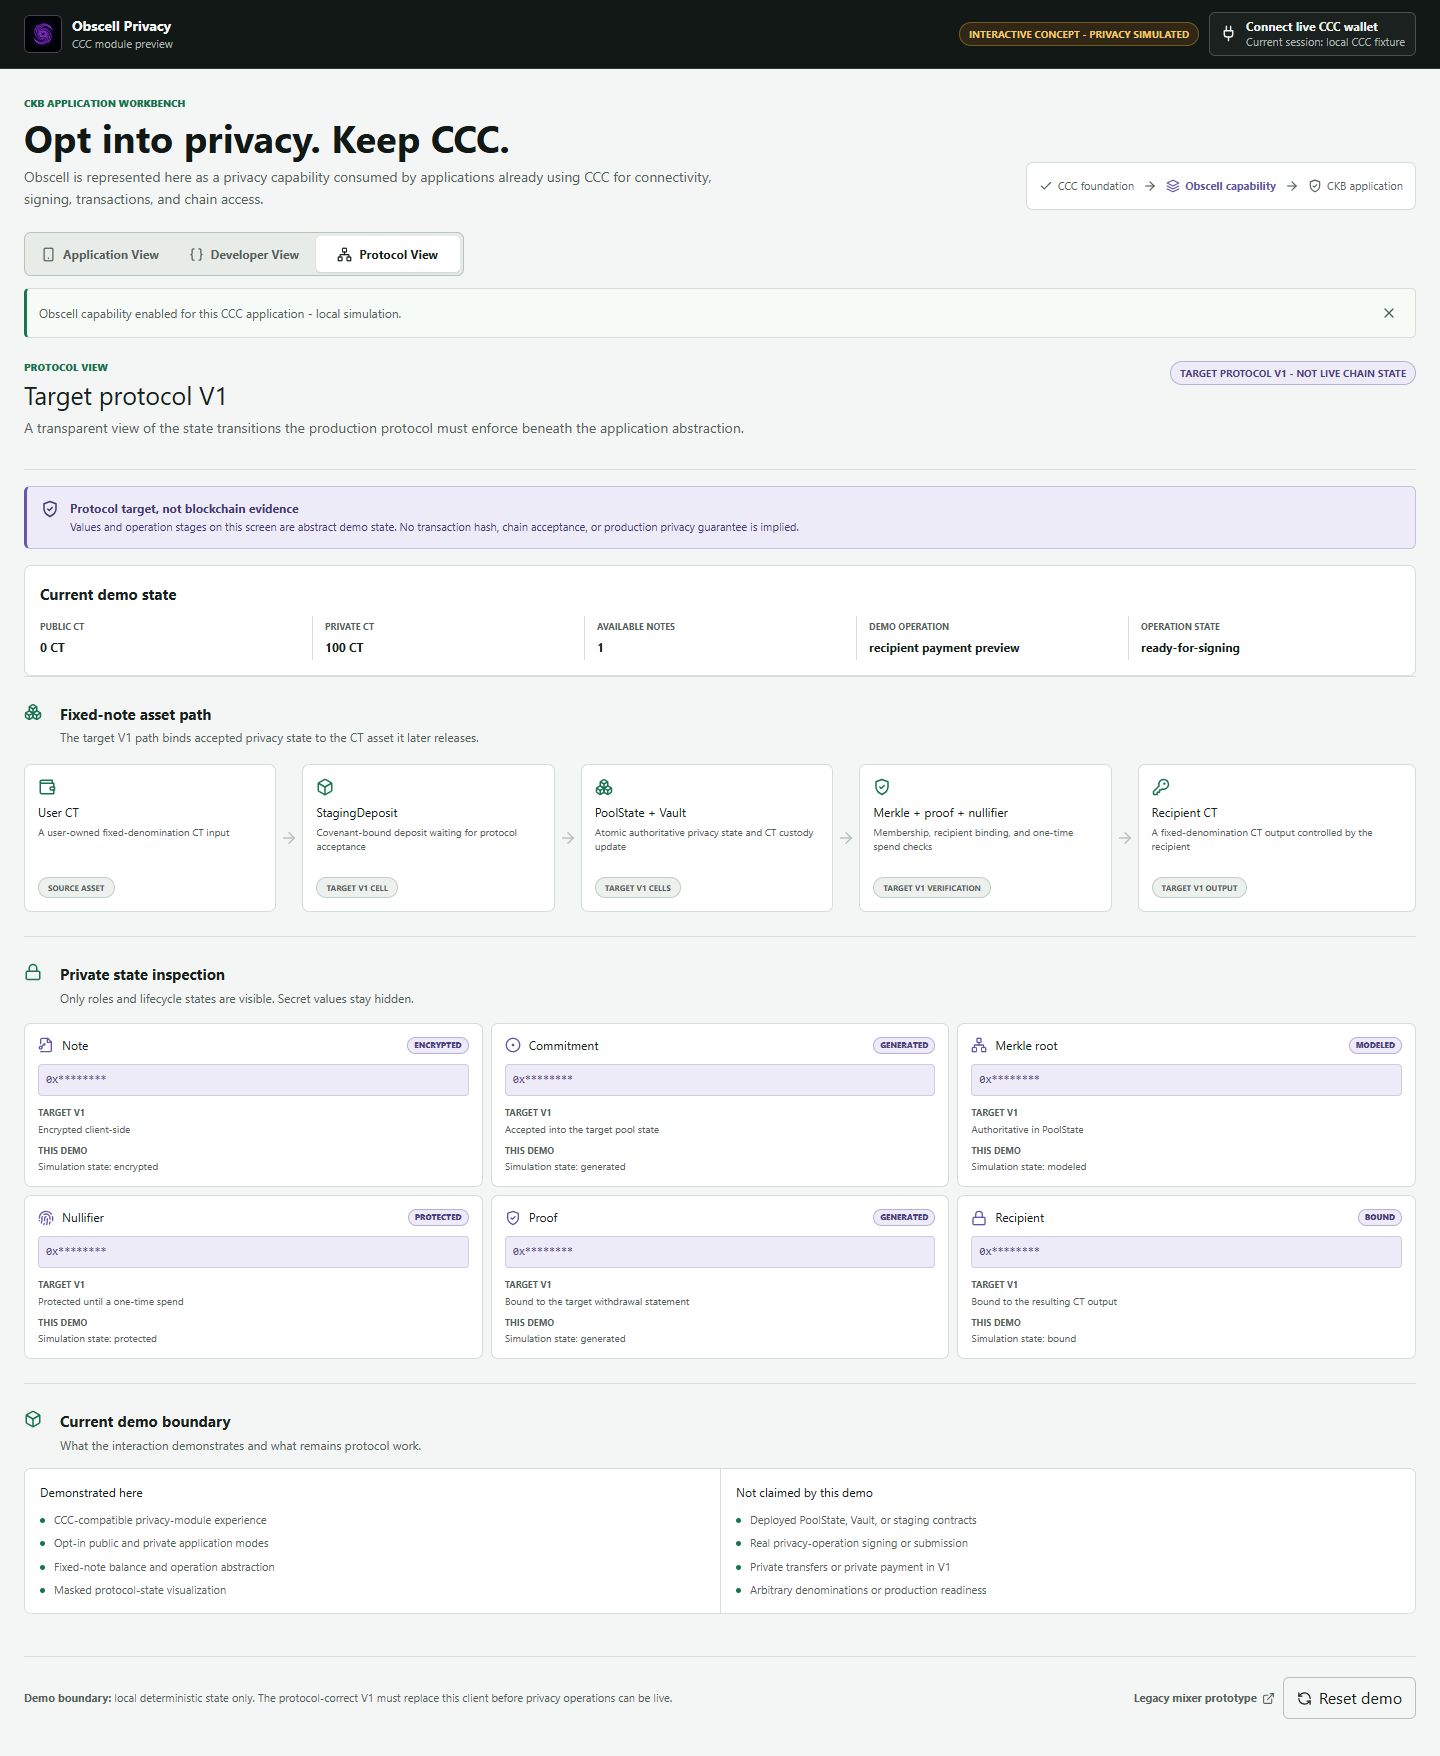 Obscell Privacy
CCC module preview
INTERACTIVE CONCEPT - PRIVACY SIMULATED
Connect live CCC wallet
Current session: local CCC fixture
CKB APPLICATION WORKBENCH
Opt into privacy. Keep CCC.
Obscell is represented here as a privacy capability consumed by applications already using CCC for connectivity,
signing, transactions, and chain access.
CCC foundation
Obscell capability
CKB application
Application View
Developer View
Protocol View
Obscell capability enabled for this CCC application - local simulation.
PROTOCOL VIEW
Target protocol V1
TARGET PROTOCOL V1 - NOT LIVE CHAIN STATE
A transparent view of the state transitions the production protocol must enforce beneath the application abstraction.
Protocol target, not blockchain evidence
Values and operation stages on this screen are abstract demo state. No transaction hash, chain acceptance, or production privacy guarantee is implied.
Current demo state
PUBLIC CT
0 CT
PRIVATE CT
100 CT
AVAILABLE NOTES
1
DEMO OPERATION
recipient payment preview
OPERATION STATE
ready-for-signing
Fixed-note asset path
The target V1 path binds accepted privacy state to the CT asset it later releases.
User CT
A user-owned fixed-denomination CT input
SOURCE ASSET
StagingDeposit
Covenant-bound deposit waiting for protocol
acceptance
TARGET V1 CELL
PoolState + Vault
Atomic authoritative privacy state and CT custody
update
TARGET V1 CELLS
Merkle + proof + nullifier
Membership, recipient binding, and one-time
spend checks
TARGET V1 VERIFICATION
Recipient CT
A fixed-denomination CT output controlled by the
recipient
TARGET V1 OUTPUT
Private state inspection
Only roles and lifecycle states are visible. Secret values stay hidden.
Note
ENCRYPTED
0x********
TARGET V1
Encrypted client-side
THIS DEMO
Simulation state: encrypted
Commitment
GENERATED
0x********
TARGET V1
Accepted into the target pool state
THIS DEMO
Simulation state: generated
Merkle root
MODELED
0x********
TARGET V1
Authoritative in PoolState
THIS DEMO
Simulation state: modeled
Nullifier
PROTECTED
0x********
TARGET V1
Protected until a one-time spend
THIS DEMO
Simulation state: protected
Proof
GENERATED
0x********
TARGET V1
Bound to the target withdrawal statement
THIS DEMO
Simulation state: generated
Recipient
BOUND
0x********
TARGET V1
Bound to the resulting CT output
THIS DEMO
Simulation state: bound
Current demo boundary
What the interaction demonstrates and what remains protocol work.
Demonstrated here
CCC-compatible privacy-module experience
Opt-in public and private application modes
Fixed-note balance and operation abstraction
Masked protocol-state visualization
Not claimed by this demo
Deployed PoolState, Vault, or staging contracts
Real privacy-operation signing or submission
Private transfers or private payment in V1
Arbitrary denominations or production readiness
Demo boundary: local deterministic state only. The protocol-correct V1 must replace this client before privacy operations can be live.
Legacy mixer prototype
Reset demo